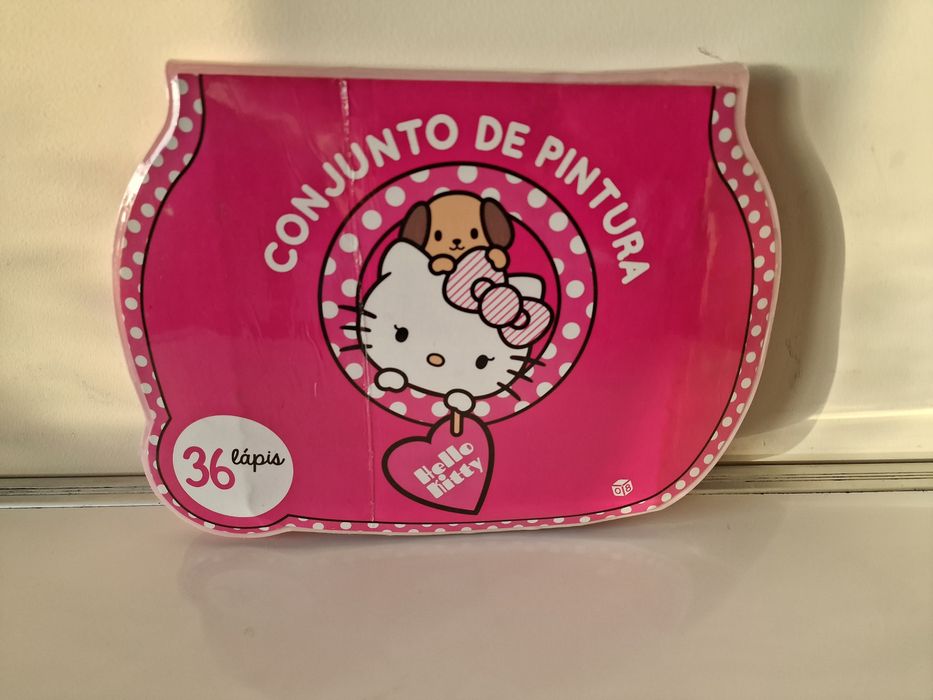 CONJUNTO DE PINTURA
Hello
Kitty
36 lápis